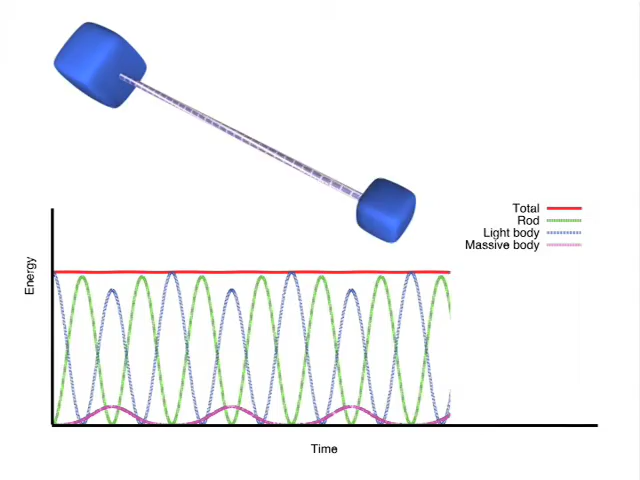 Total
Rod
Light body
Massive body
Energy
Time